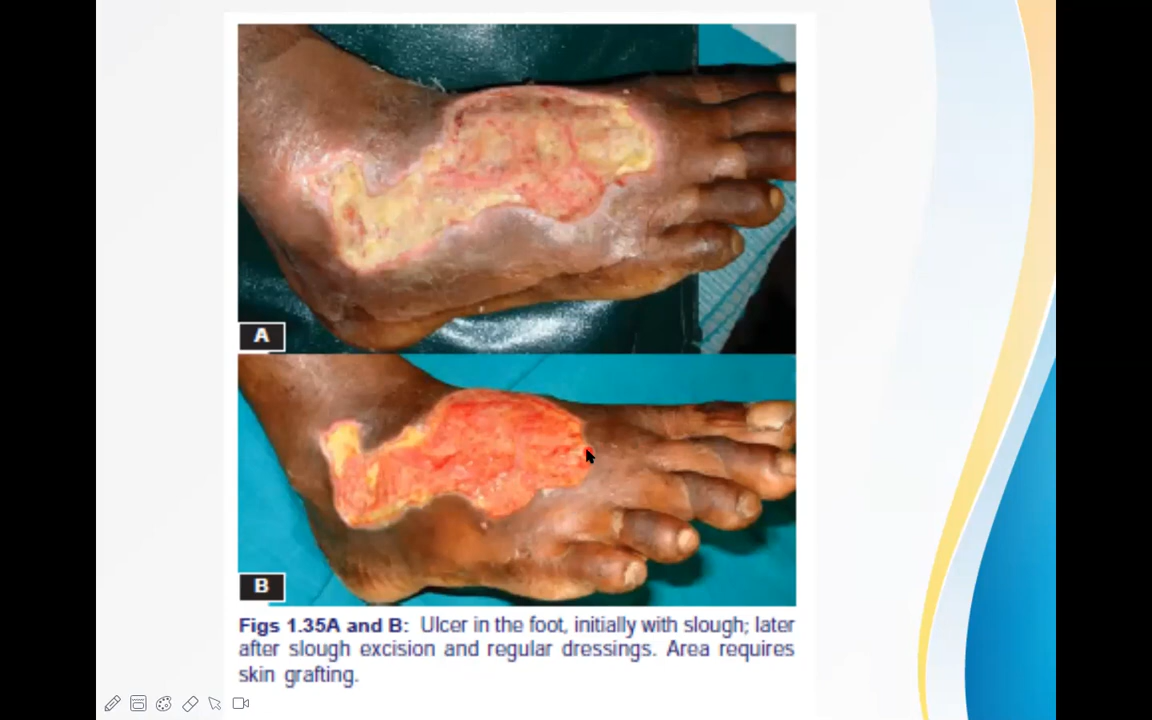 A
B
Figs 1.35A and B: Ulcer in the foot, initially with slough; later
after slough excision and regular dressings. Area requires
skin grafting.